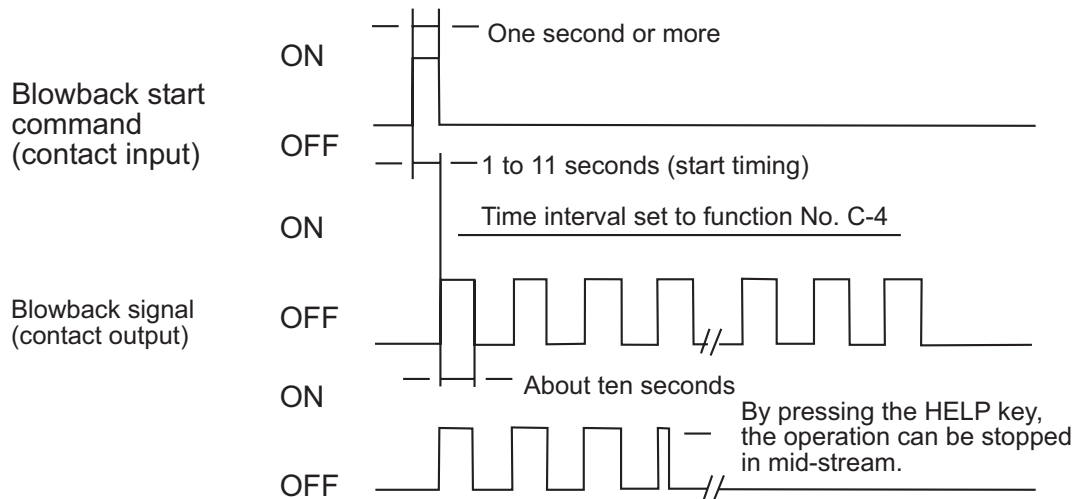 One second or more
ON
Blowback start
command
(contact input)
OFF
1 to 11 seconds (start timing)
Time interval set to function No. C-4
ON
Blowback signal
(contact output)
OFF
About ten seconds
ON
By pressing the HELP key,
the operation can be stopped
in mid-stream.
OFF